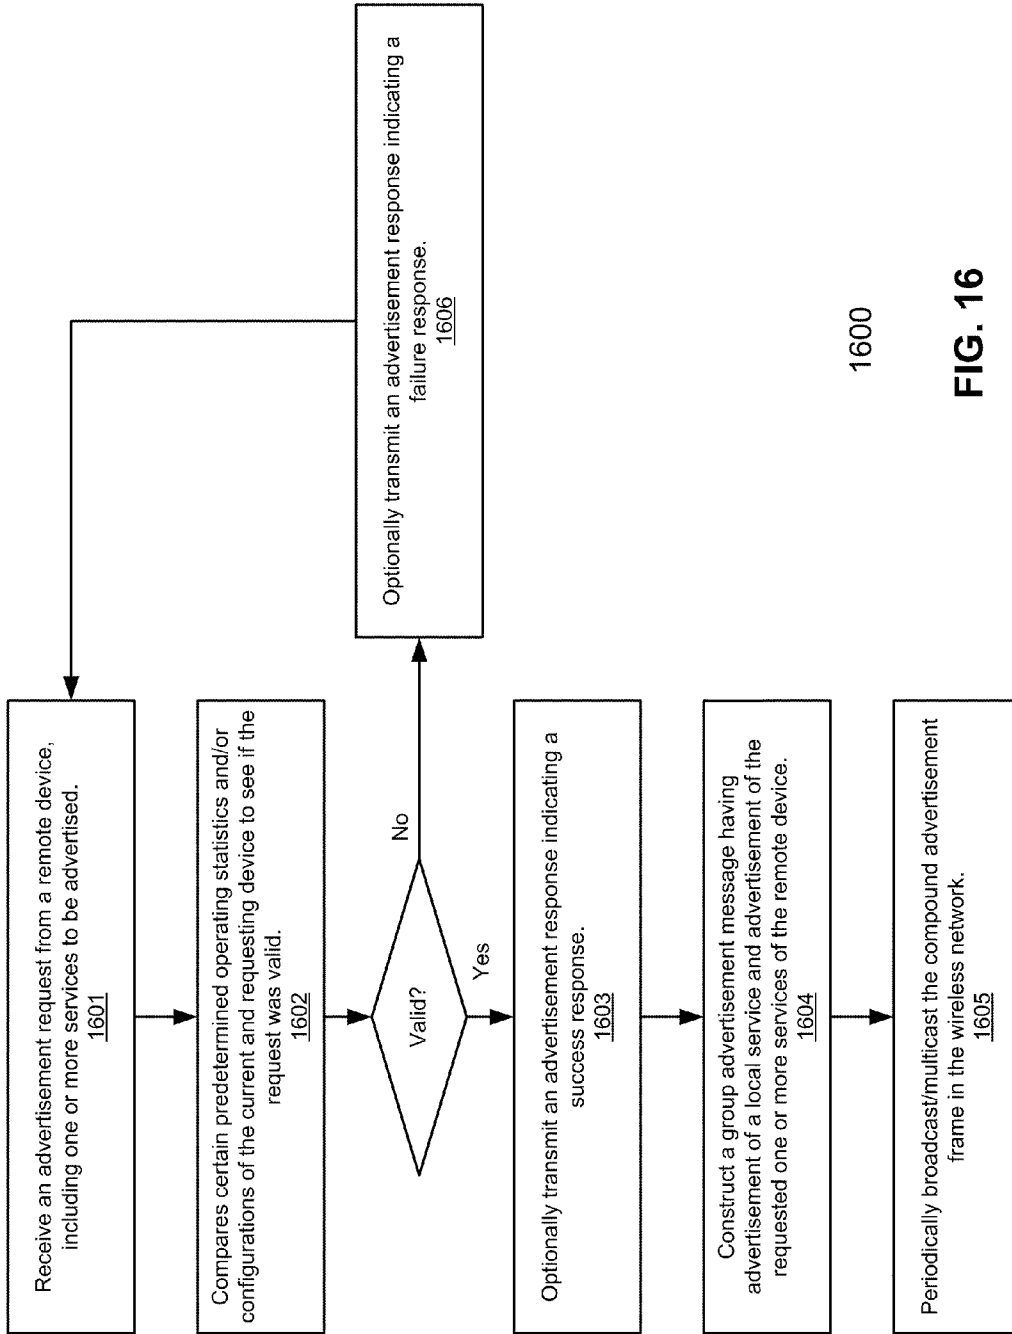 Receive an advertisement request from a remote device,
including one or more services to be advertised.
1601
Compares certain predetermined operating statistics and/or
configurations of the current and requesting device to see if the
request was valid.
1602
Valid?
No
Yes
Optionally transmit an advertisement response indicating a
failure response.
1606
Optionally transmit an advertisement response indicating a
success response.
1603
Construct a group advertisement message having
advertisement of a local service and advertisement of the
requested one or more services of the remote device.
1604
Periodically broadcast/multicast the compound advertisement
frame in the wireless network.
1605
1600
FIG. 16